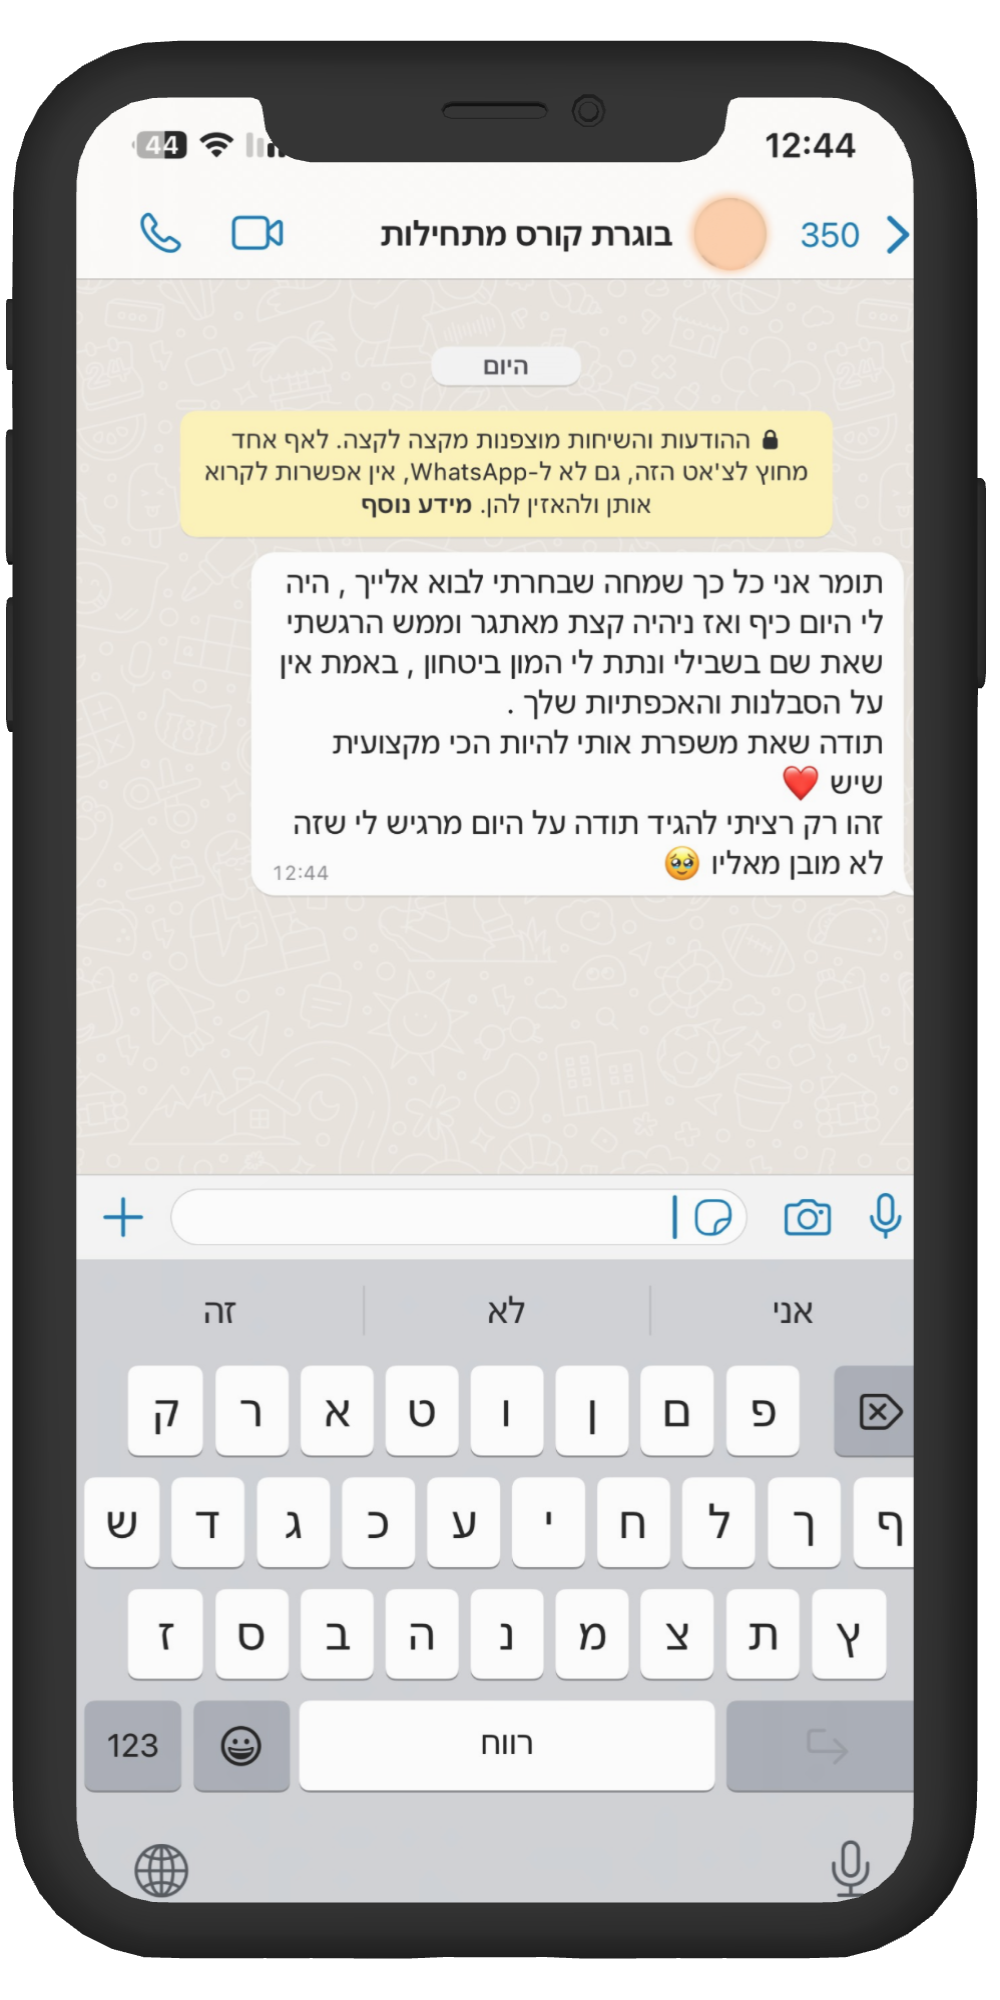 12:44
44
350
בוגרת קורס מתחילות
היום
ההודעות והשיחות מוצפנות מקצה לקצה. לאף אחד
מחוץ לצ'אט הזה, גם לא ל-WhatsApp, אין אפשרות לקרוא
אותן ולהאזין להן. מידע נוסף
תומר אני כל כך שמחה שבחרתי לבוא אלייך , היה
לי היום כיף ואז ניהיה קצת מאתגר וממש הרגשתי
שאת שם בשבילי ונתת לי המון ביטחון , באמת אין
על הסבלנות והאכפתיות שלך .
תודה שאת משפרת אותי להיות הכי מקצועית
שיש ❤️
זהו רק רציתי להגיד תודה על היום מרגיש לי שזה
לא מובן מאליו 🥹
12:44
אני לא זה
פ ם ן ו ט א ר ק
ף ך ל ח י ע כ ג ד ש
ץ ת צ מ נ ה ב ס ז
רווח 123